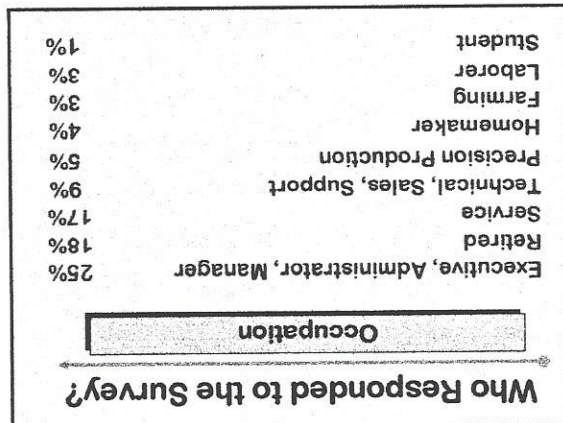 Who Responded to the Survey?
Occupation
Executive, Administrator, Manager 25%
Retired 18%
Service 17%
Technical, Sales, Support 9%
Precision Production 5%
Homemaker 4%
Farming 3%
Laborer 3%
Student 1%